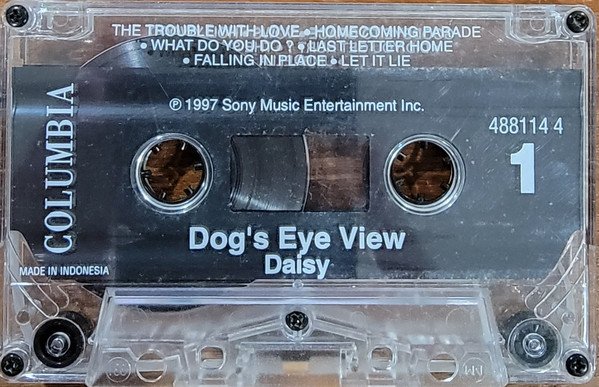 THE TROUBLE WITH LOVE • HOMECOMING PARADE
• WHAT DO YOU DO ? • LAST LETTER HOME
• FALLING IN PLACE • LET IT LIE
℗ 1997 Sony Music Entertainment Inc.
488114 4
1
COLUMBIA
Dog's Eye View
Daisy
MADE IN INDONESIA